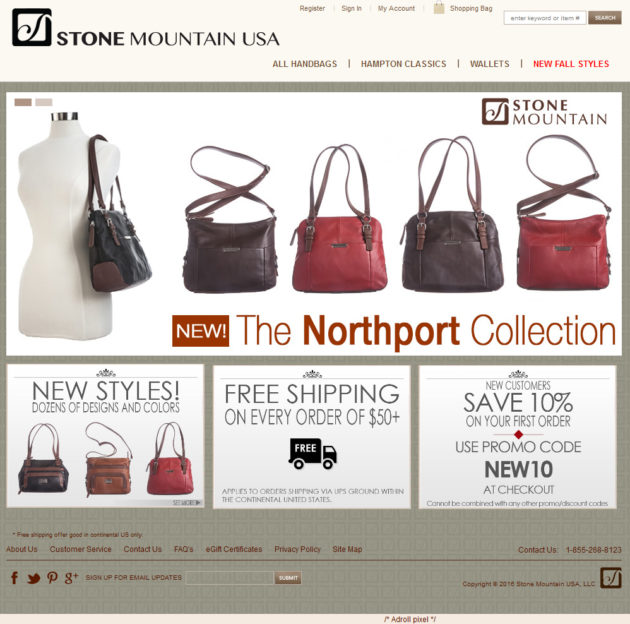 Register | Sign In | My Account | Shopping Bag
enter keyword or item # SEARCH
STONE MOUNTAIN USA
ALL HANDBAGS | HAMPTON CLASSICS | WALLETS | NEW FALL STYLES
STONE
MOUNTAIN
NEW! The Northport Collection
NEW STYLES!
DOZENS OF DESIGNS AND COLORS
SEE MORE
FREE SHIPPING
ON EVERY ORDER OF $50+
FREE
APPLIES TO ORDERS SHIPPING VIA UPS GROUND WITHIN
THE CONTINENTAL UNITED STATES.
NEW CUSTOMERS
SAVE 10%
ON YOUR FIRST ORDER
USE PROMO CODE
NEW10
AT CHECKOUT
Cannot be combined with any other promo/discount codes
* Free shipping offer good in continental US only.
About Us Customer Service Contact Us FAQ's eGift Certificates Privacy Policy Site Map Contact Us: 1-855-268-8123
SIGN UP FOR EMAIL UPDATES SUBMIT
Copyright © 2016 Stone Mountain USA, LLC
/* Adroll pixel */